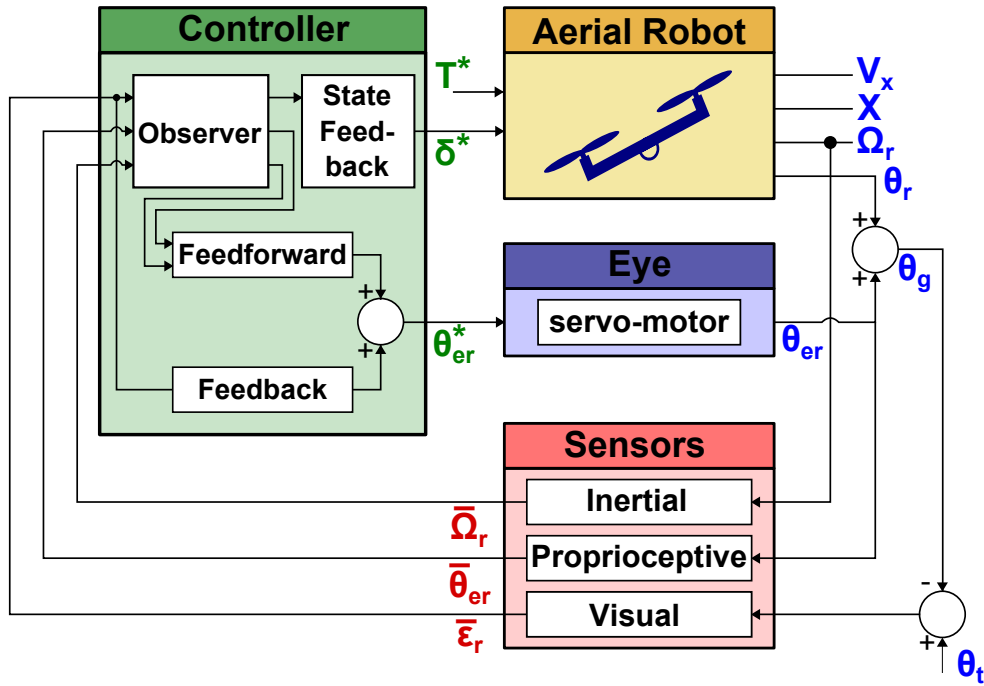 Controller
Observer
State
Feed-
back
Feedforward
+
+
Feedback
T*
δ*
θ*er
Aerial Robot
Vx
X
Ωr
θr
+
+
θg
Eye
servo-motor
θer
Sensors
Inertial
Proprioceptive
Visual
Ω̄r
θ̄er
ε̄r
-
+
θt